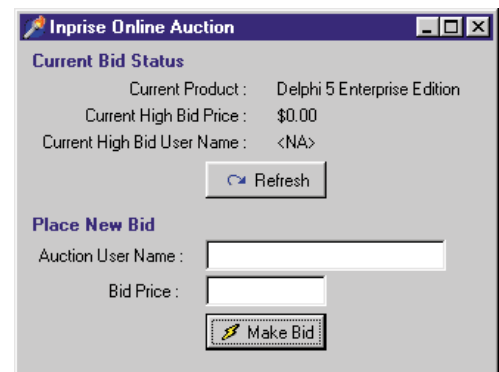 Inprise Online Auction
Current Bid Status
Current Product : Delphi 5 Enterprise Edition
Current High Bid Price : $0.00
Current High Bid User Name : <NA>
Refresh
Place New Bid
Auction User Name :
Bid Price :
Make Bid